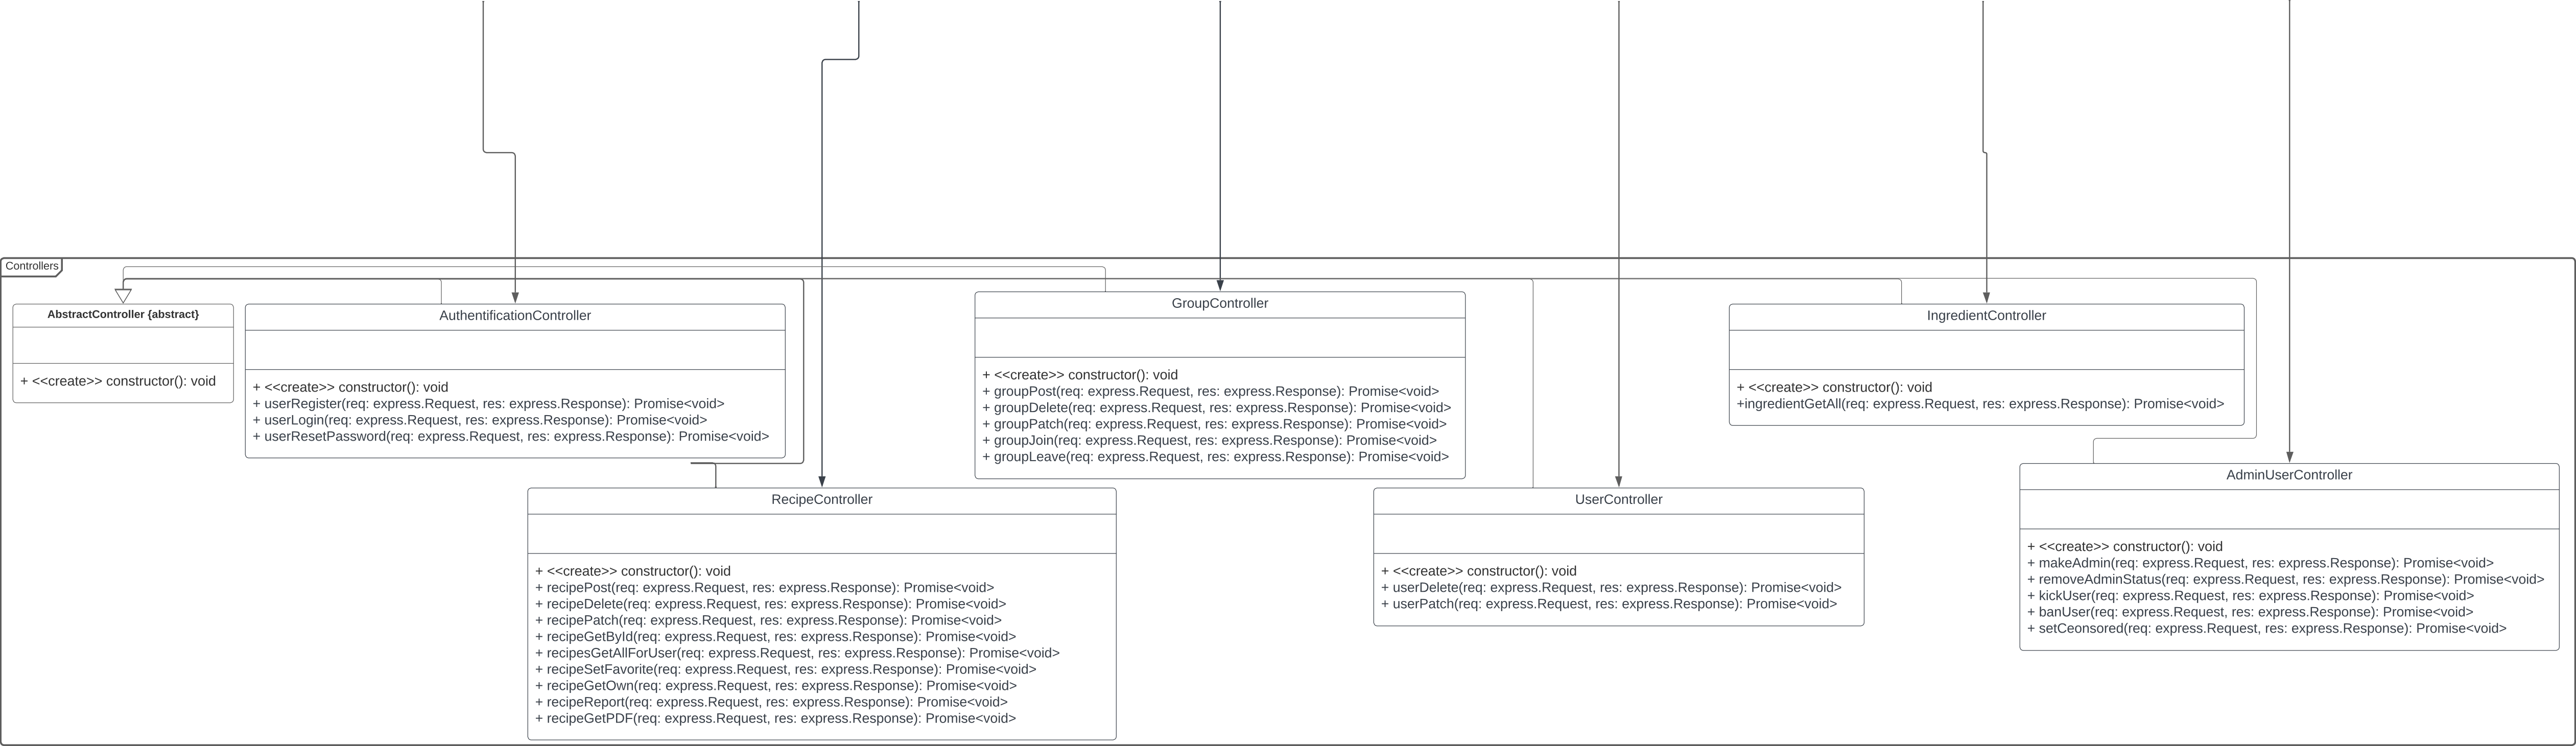 Controllers
AbstractController {abstract}
+ <<create>> constructor(): void
AuthentificationController
+ <<create>> constructor(): void
+ userRegister(req: express.Request, res: express.Response): Promise<void>
+ userLogin(req: express.Request, res: express.Response): Promise<void>
+ userResetPassword(req: express.Request, res: express.Response): Promise<void>
GroupController
+ <<create>> constructor(): void
+ groupPost(req: express.Request, res: express.Response): Promise<void>
+ groupDelete(req: express.Request, res: express.Response): Promise<void>
+ groupPatch(req: express.Request, res: express.Response): Promise<void>
+ groupJoin(req: express.Request, res: express.Response): Promise<void>
+ groupLeave(req: express.Request, res: express.Response): Promise<void>
IngredientController
+ <<create>> constructor(): void
+ingredientGetAll(req: express.Request, res: express.Response): Promise<void>
RecipeController
+ <<create>> constructor(): void
+ recipePost(req: express.Request, res: express.Response): Promise<void>
+ recipeDelete(req: express.Request, res: express.Response): Promise<void>
+ recipePatch(req: express.Request, res: express.Response): Promise<void>
+ recipeGetById(req: express.Request, res: express.Response): Promise<void>
+ recipesGetAllForUser(req: express.Request, res: express.Response): Promise<void>
+ recipeSetFavorite(req: express.Request, res: express.Response): Promise<void>
+ recipeGetOwn(req: express.Request, res: express.Response): Promise<void>
+ recipeReport(req: express.Request, res: express.Response): Promise<void>
+ recipeGetPDF(req: express.Request, res: express.Response): Promise<void>
UserController
+ <<create>> constructor(): void
+ userDelete(req: express.Request, res: express.Response): Promise<void>
+ userPatch(req: express.Request, res: express.Response): Promise<void>
AdminUserController
+ <<create>> constructor(): void
+ makeAdmin(req: express.Request, res: express.Response): Promise<void>
+ removeAdminStatus(req: express.Request, res: express.Response): Promise<void>
+ kickUser(req: express.Request, res: express.Response): Promise<void>
+ banUser(req: express.Request, res: express.Response): Promise<void>
+ setCeonsored(req: express.Request, res: express.Response): Promise<void>